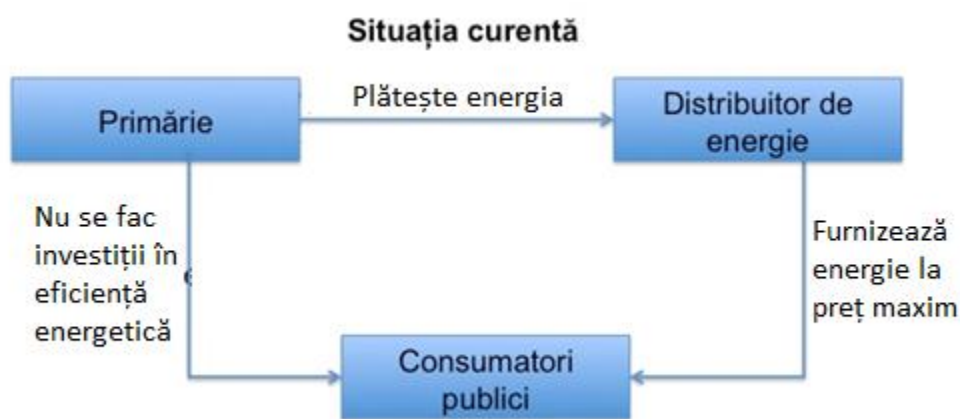 Situația curentă
Primărie
Plătește energia
Distribuitor de
energie
Nu se fac
investiții în
eficiență
energetică
Furnizează
energie la
preț maxim
Consumatori
publici